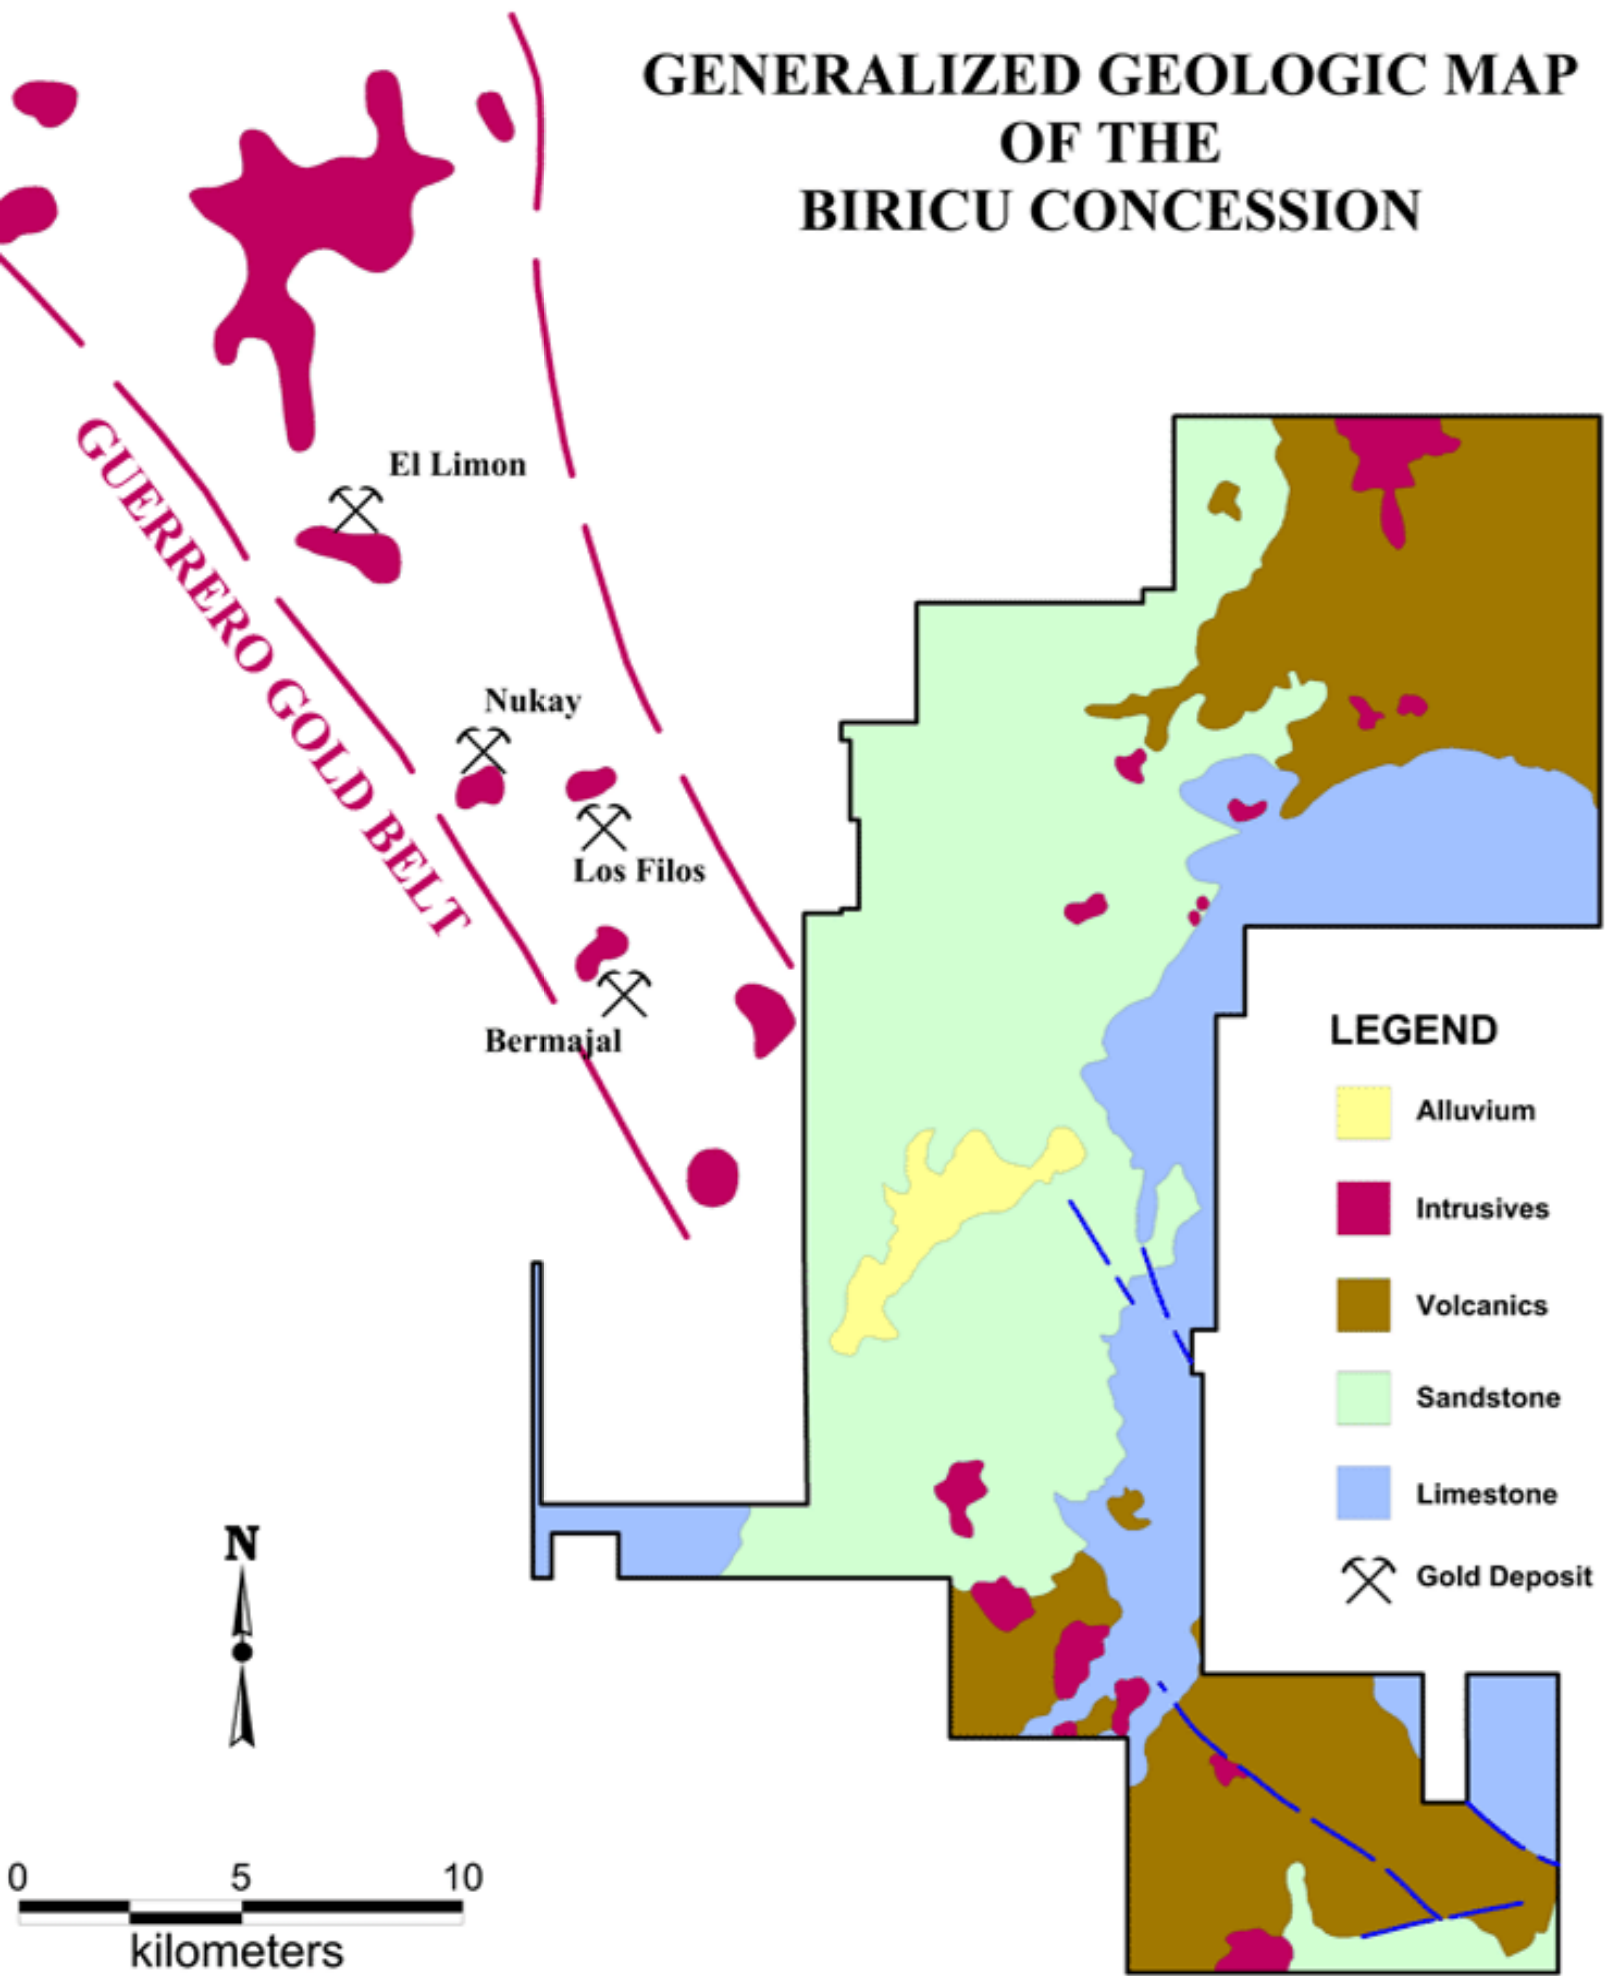 GENERALIZED GEOLOGIC MAP
OF THE
BIRICU CONCESSION
El Limon
GUERRERO GOLD BELT
Nukay
Los Filos
Bermajal
LEGEND
Alluvium
Intrusives
Volcanics
Sandstone
Limestone
Gold Deposit
N
0 5 10
kilometers